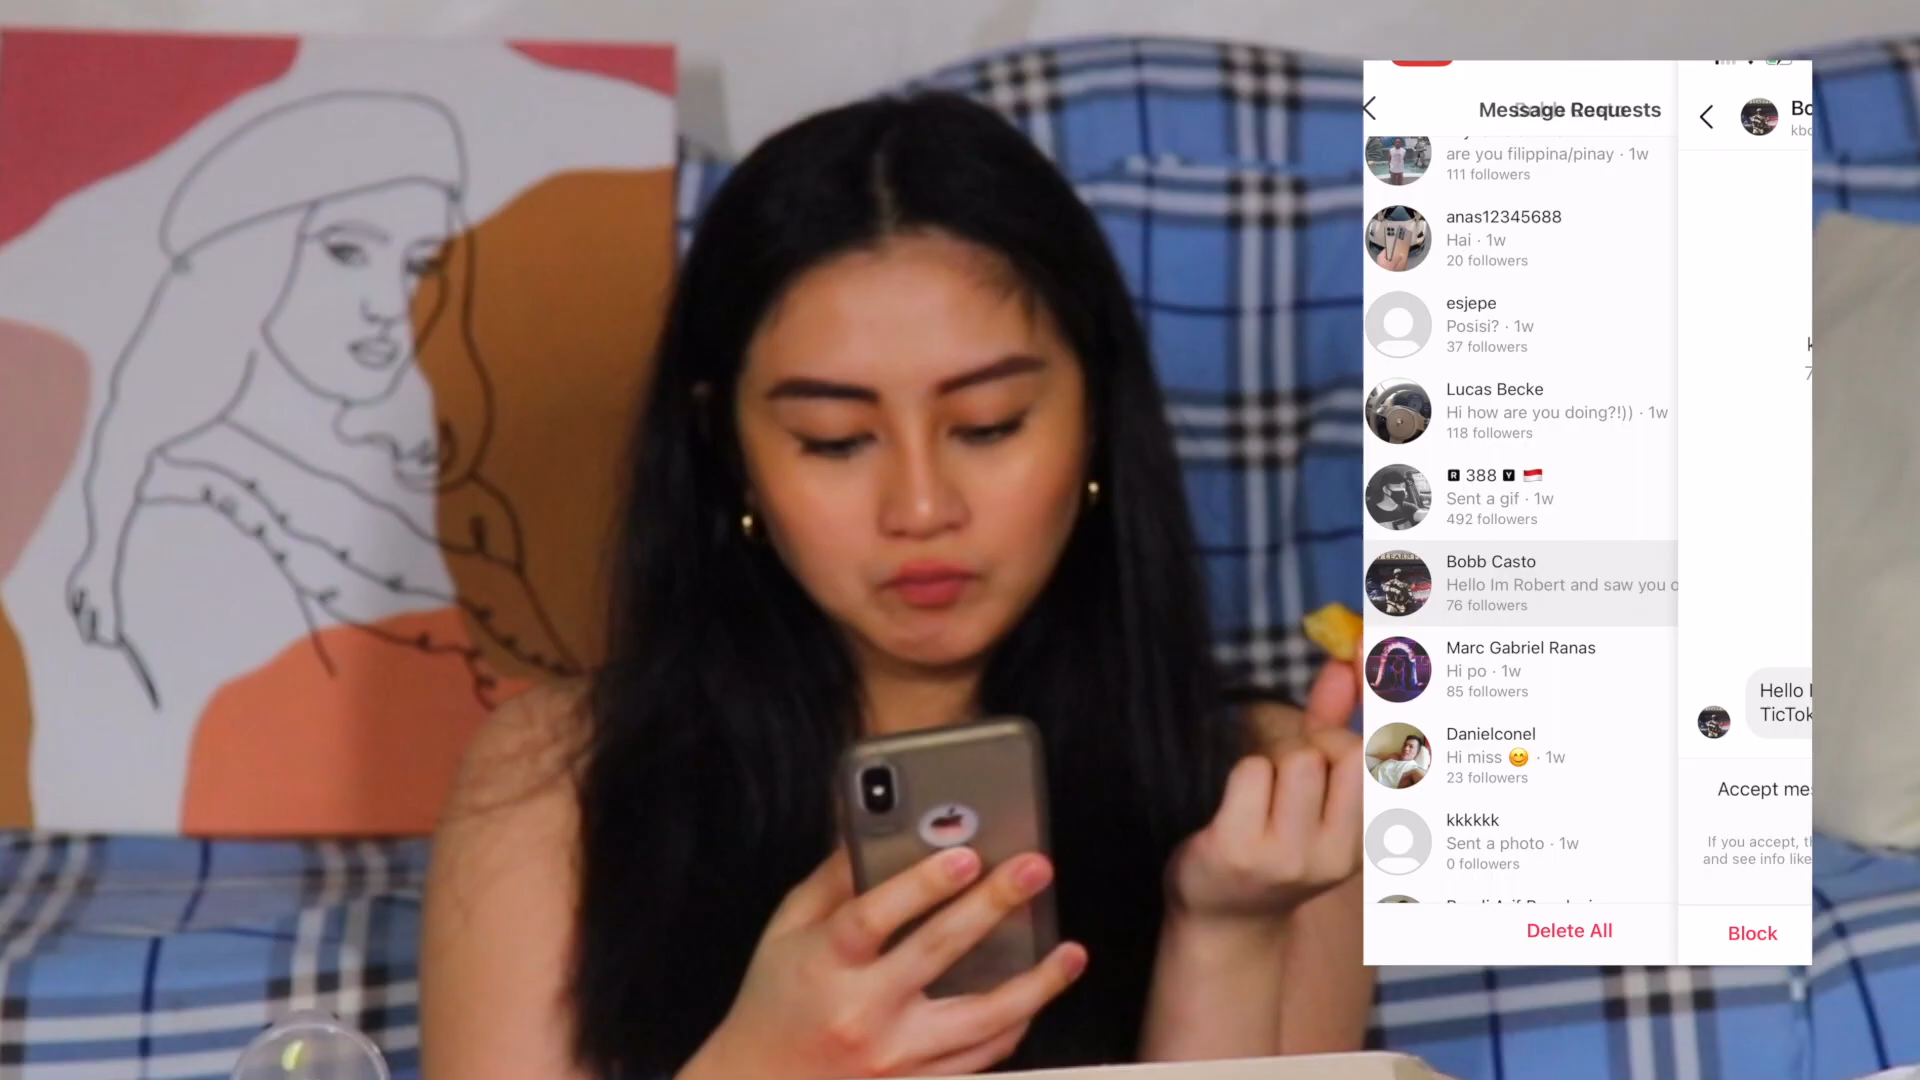 Message Requests
are you filippina/pinay · 1w
111 followers
anas12345688
Hai · 1w
20 followers
esjepe
Posisi? · 1w
37 followers
Lucas Becke
Hi how are you doing?!)) · 1w
118 followers
🆁 388 🆈 🇮🇩
Sent a gif · 1w
492 followers
Bobb Casto
Hello Im Robert and saw you o
76 followers
Marc Gabriel Ranas
Hi po · 1w
85 followers
Danielconel
Hi miss 😊 · 1w
23 followers
kkkkkk
Sent a photo · 1w
0 followers
Delete All
Bo
Hello
TicTok
Accept me
If you accept, t
and see info like
Block